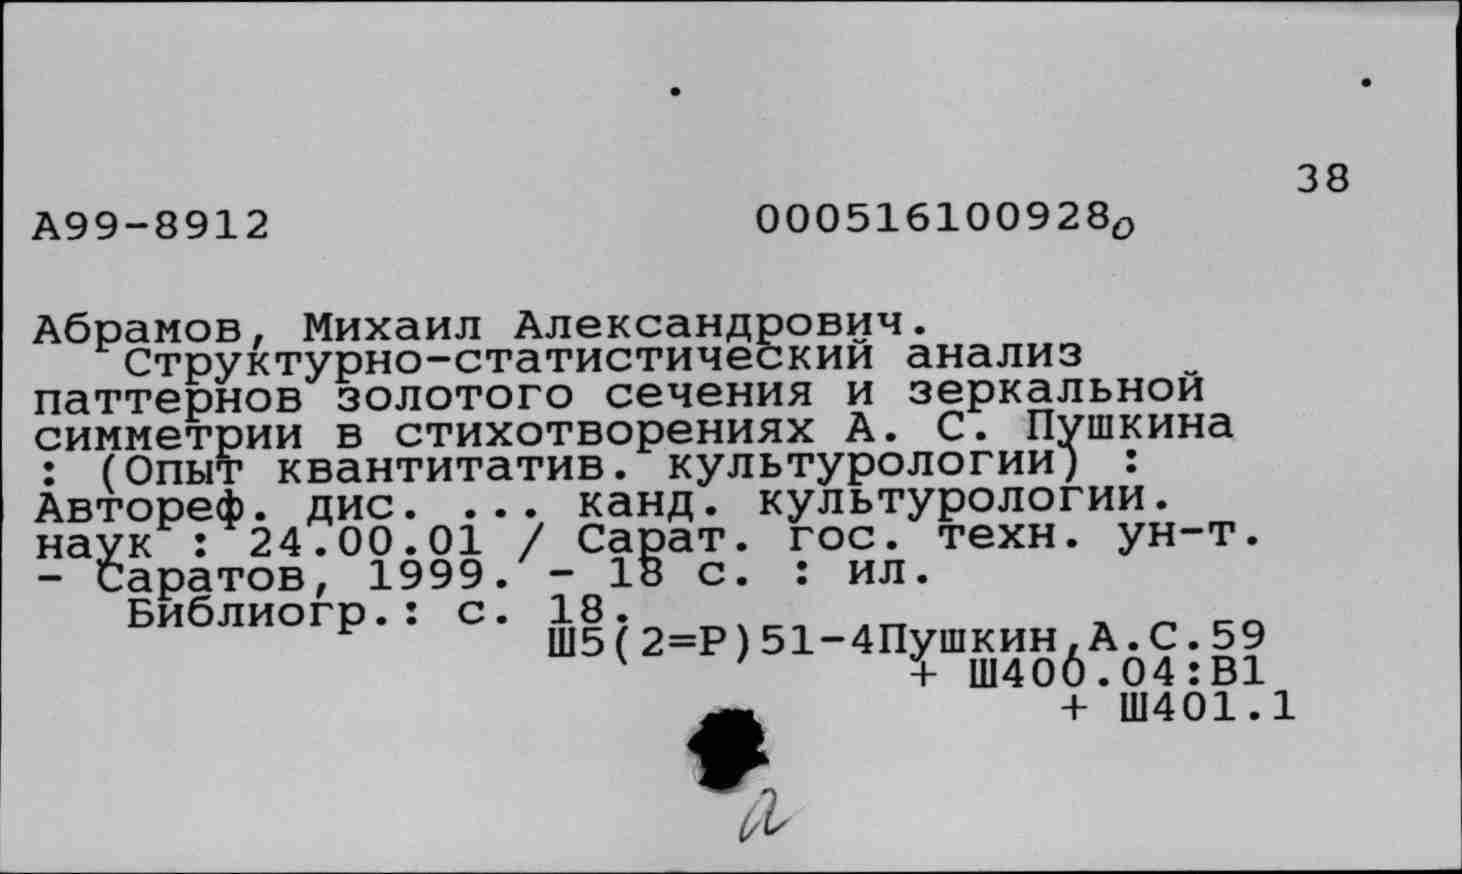 38
А99-8912 000516100928о
Абрамов, Михаил Александрович.
Структурно-статистический анализ
паттернов золотого сечения и зеркальной
симметрии в стихотворениях А. С. Пушкина
: (Опыт квантитатив. культурологии) :
Автореф. дис. ... канд. культурологии.
наук : 24.00.01 / Сарат. гос. техн. ун-т.
- Саратов, 1999. - 18 с. : ил.
Библиогр.: с. 18.
Ш5(2=Р)51-4Пушкин,А.С.59
+ Ш400.04:В1
+ Ш401.1